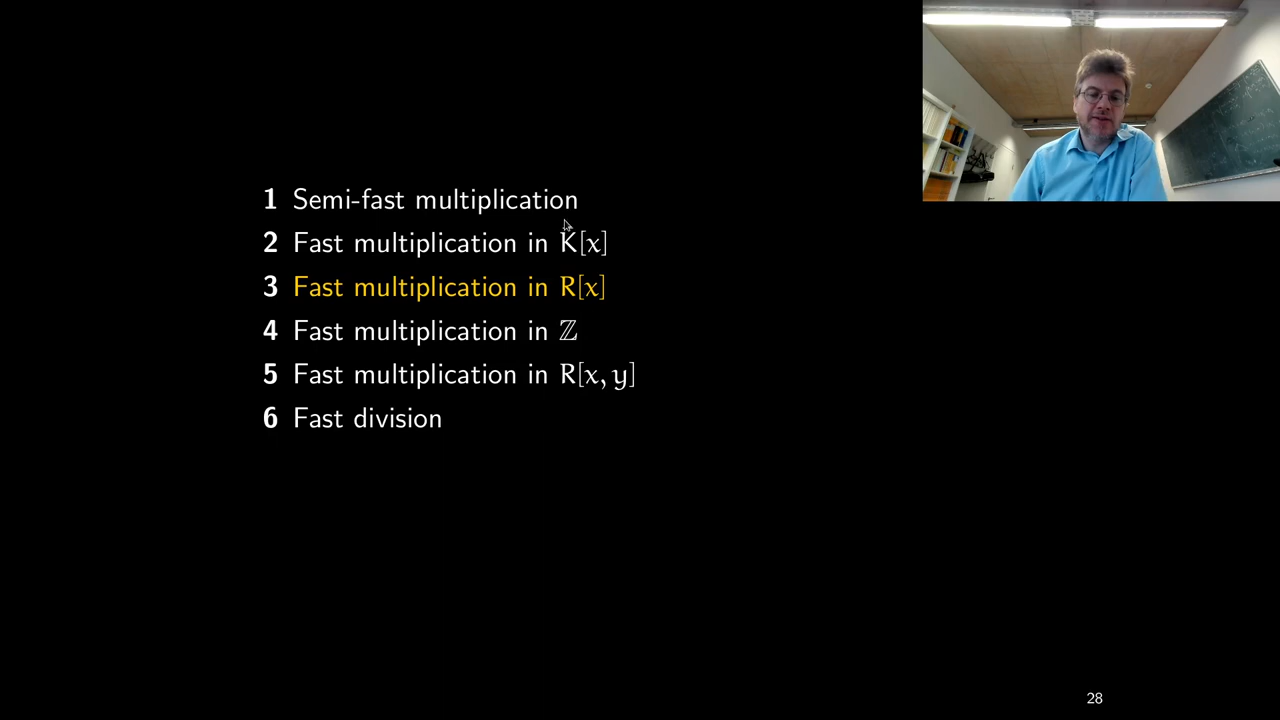 1 Semi-fast multiplication
2 Fast multiplication in K[x]
3 Fast multiplication in R[x]
4 Fast multiplication in ℤ
5 Fast multiplication in R[x, y]
6 Fast division
28